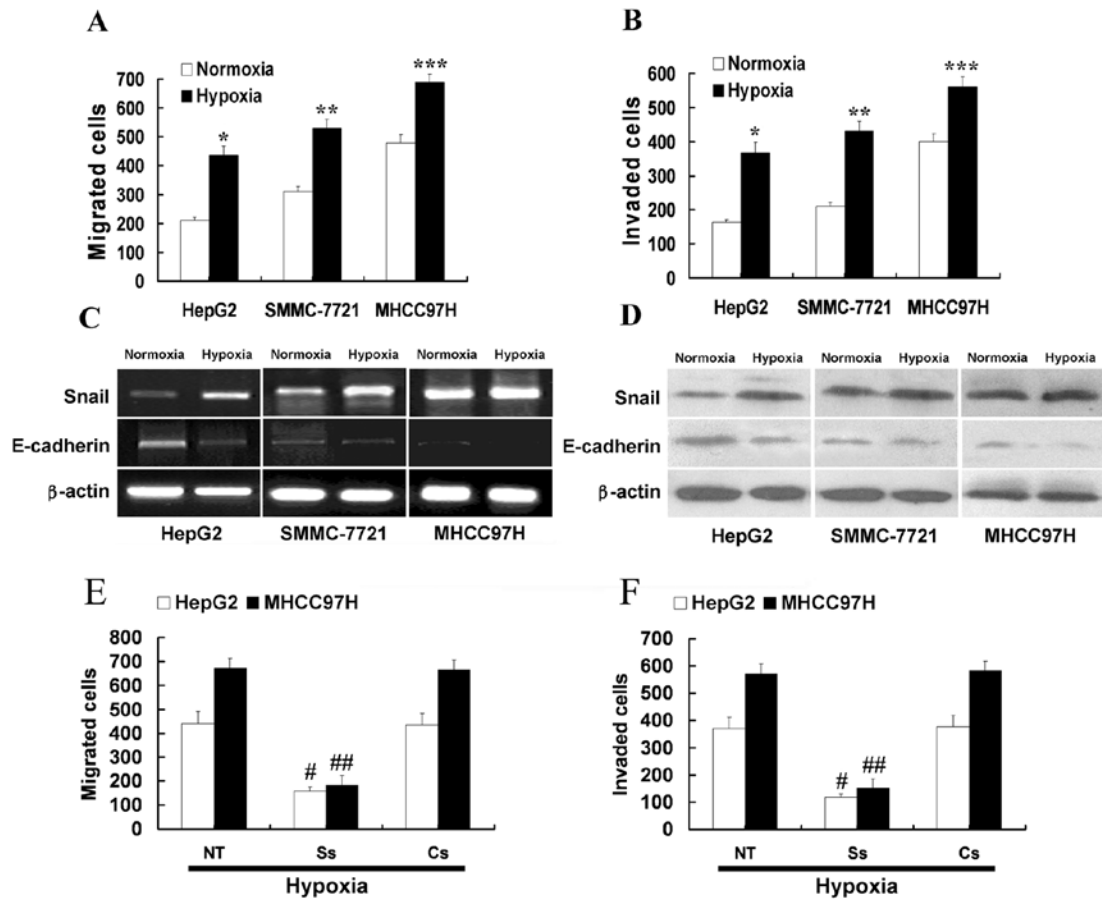 A
Normoxia
Hypoxia
Migrated cells
700
600
500
400
300
200
100
0
*
**
***
HepG2 SMMC-7721 MHCC97H
B
Normoxia
Hypoxia
Invaded cells
600
500
400
300
200
100
0
*
**
***
HepG2 SMMC-7721 MHCC97H
C
Normoxia Hypoxia Normoxia Hypoxia Normoxia Hypoxia
Snail
E-cadherin
β-actin
HepG2 SMMC-7721 MHCC97H
D
Normoxia Hypoxia Normoxia Hypoxia Normoxia Hypoxia
Snail
E-cadherin
β-actin
HepG2 SMMC-7721 MHCC97H
E
HepG2 MHCC97H
Migrated cells
800
700
600
500
400
300
200
100
0
# ##
NT Ss Cs
Hypoxia
F
HepG2 MHCC97H
Invaded cells
700
600
500
400
300
200
100
0
# ##
NT Ss Cs
Hypoxia